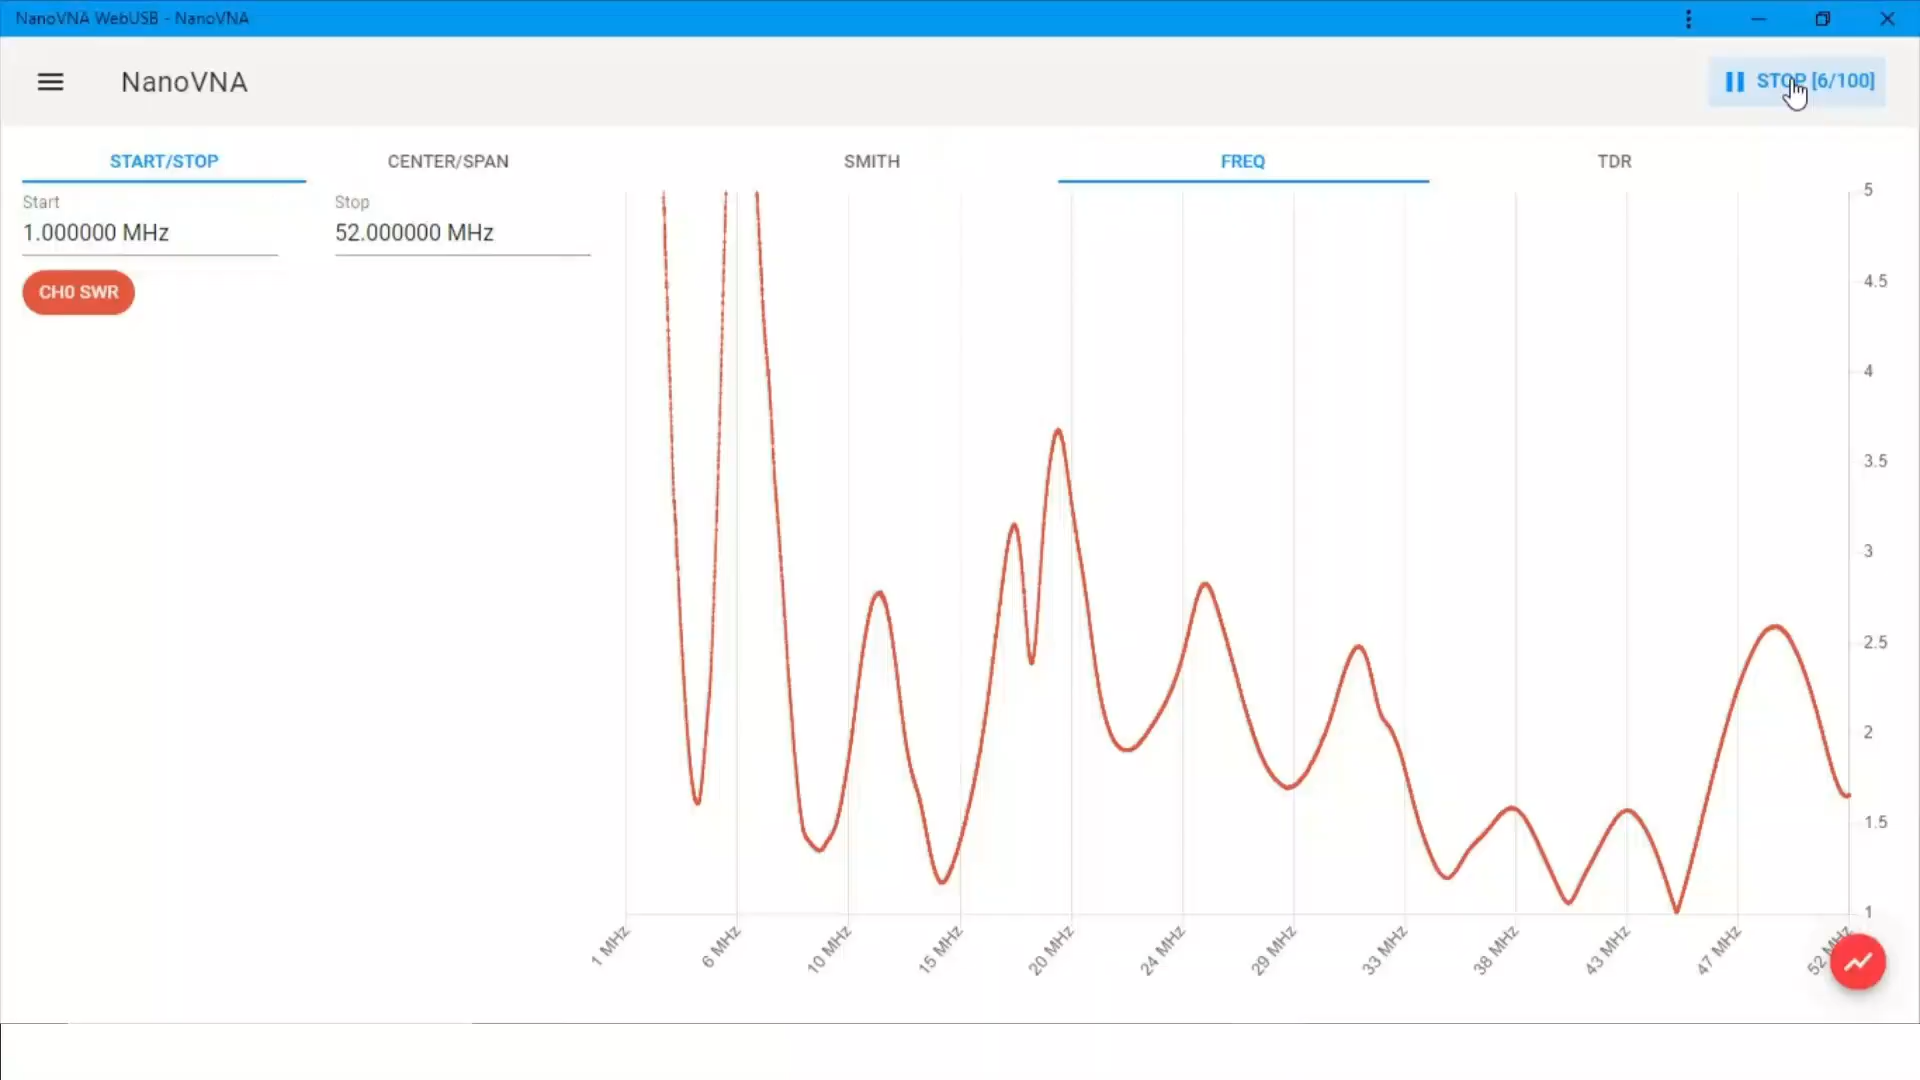 NanoVNA WebUSB - NanoVNA
NanoVNA
STOP [6/100]
START/STOP
CENTER/SPAN
SMITH
FREQ
TDR
Start
1.000000 MHz
Stop
52.000000 MHz
CH0 SWR
5
4.5
4
3.5
3
2.5
2
1.5
1
1 MHz
6 MHz
10 MHz
15 MHz
20 MHz
24 MHz
29 MHz
33 MHz
38 MHz
43 MHz
47 MHz
52 MHz